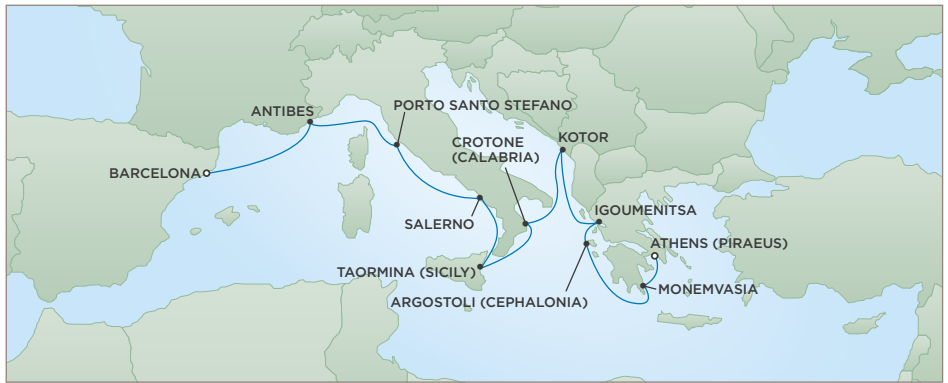 ANTIBES
PORTO SANTO STEFANO
CROTONE
(CALABRIA)
KOTOR
BARCELONA
SALERNO
IGOUMENITSA
ATHENS (PIRAEUS)
TAORMINA (SICILY)
ARGOSTOLI (CEPHALONIA)
MONEMVASIA